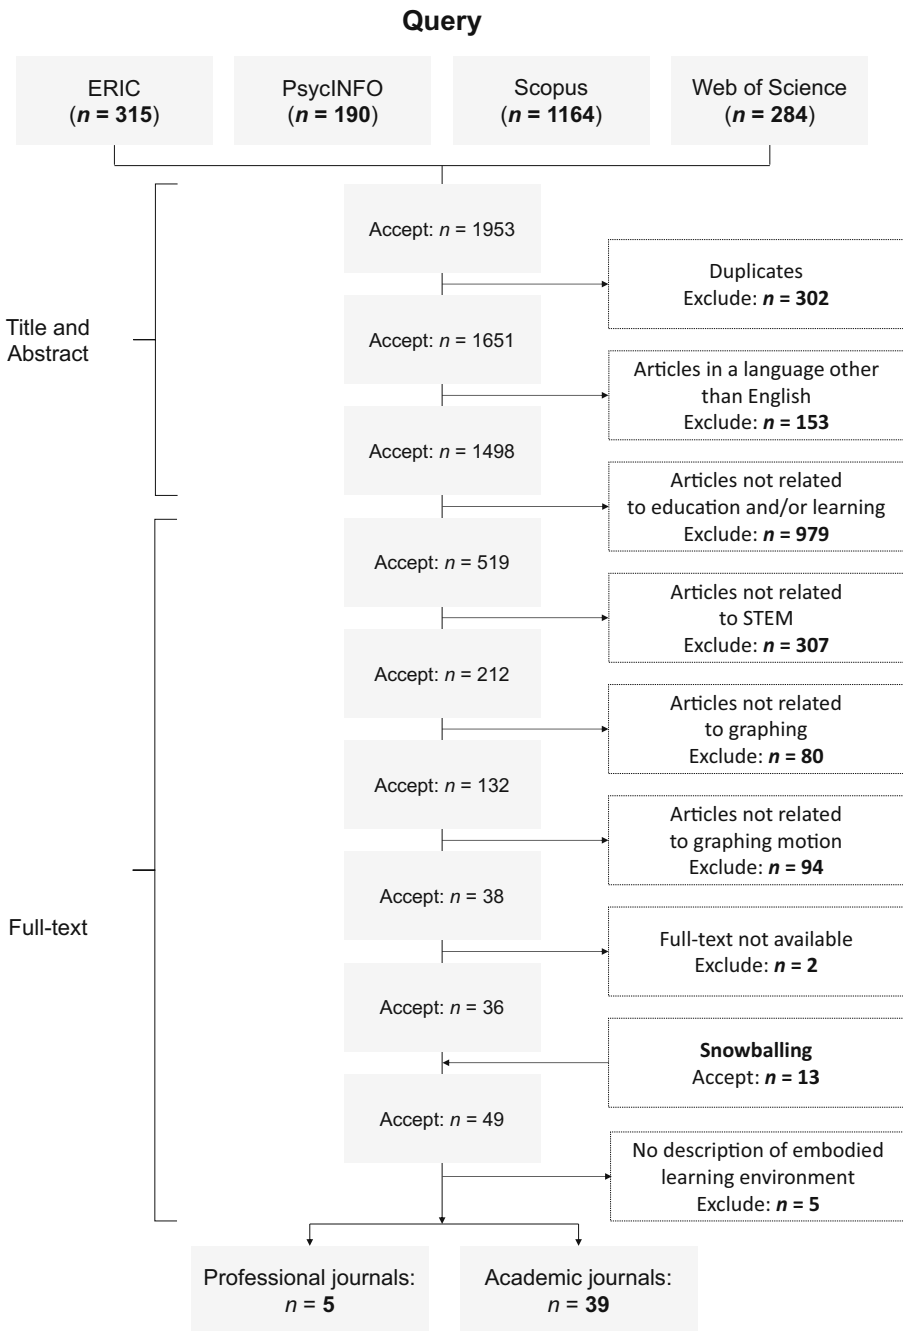 Query
ERIC
(n = 315)
PsycINFO
(n = 190)
Scopus
(n = 1164)
Web of Science
(n = 284)
Accept: n = 1953
Duplicates
Exclude: n = 302
Title and
Abstract
Accept: n = 1651
Articles in a language other
than English
Exclude: n = 153
Accept: n = 1498
Articles not related
to education and/or learning
Exclude: n = 979
Accept: n = 519
Articles not related
to STEM
Exclude: n = 307
Accept: n = 212
Articles not related
to graphing
Exclude: n = 80
Accept: n = 132
Articles not related
to graphing motion
Exclude: n = 94
Full-text
Accept: n = 38
Full-text not available
Exclude: n = 2
Accept: n = 36
Snowballing
Accept: n = 13
Accept: n = 49
No description of embodied
learning environment
Exclude: n = 5
Professional journals:
n = 5
Academic journals:
n = 39